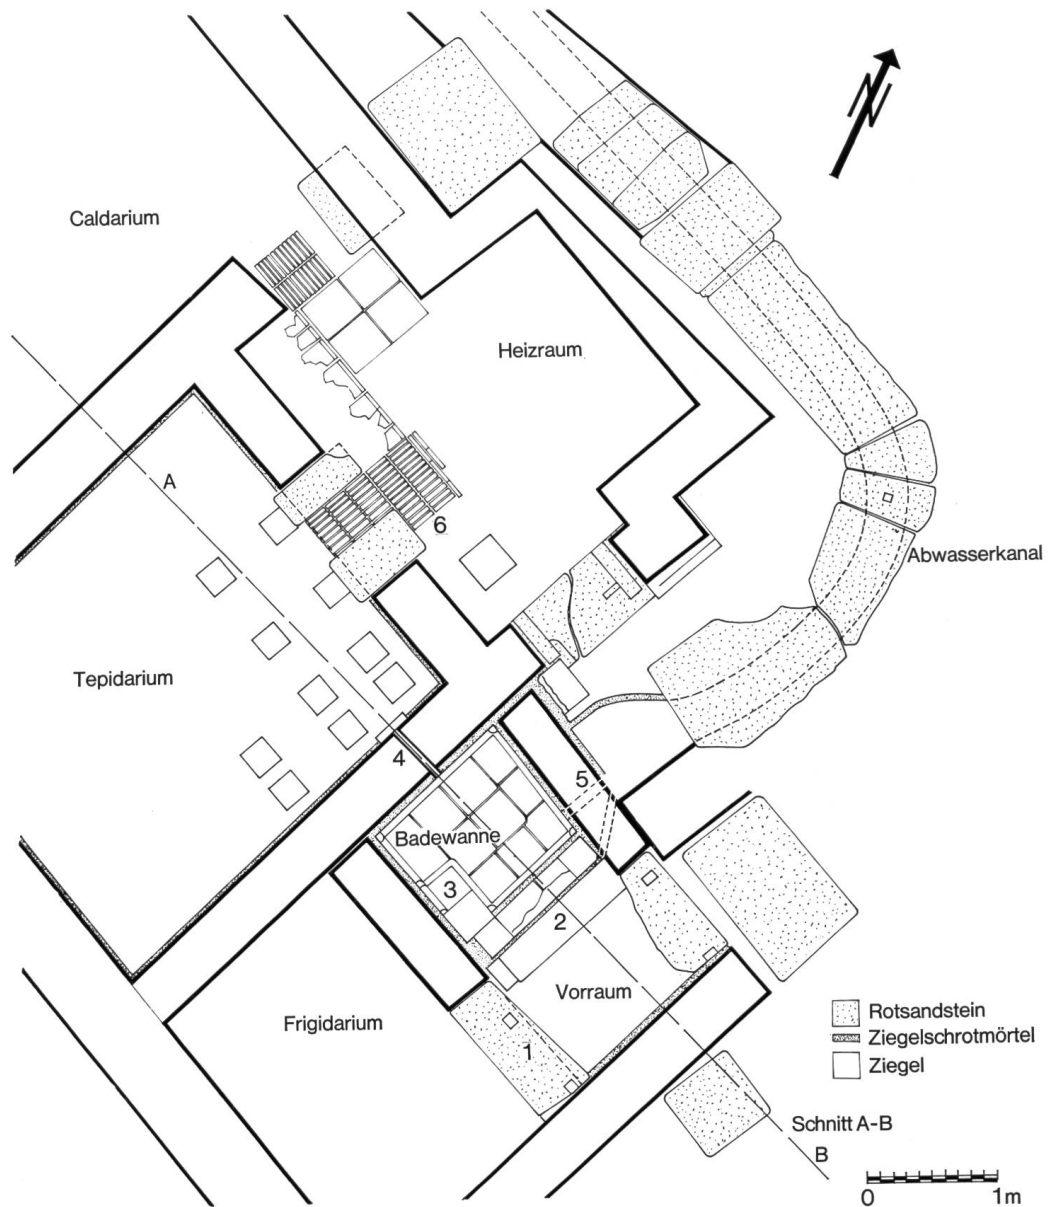 N
Caldarium
Heizraum
A
6
Abwasserkanal
Tepidarium
4
5
Badewanne
3
2
Vorraum
Frigidarium
1
Rotsandstein
Ziegelschrotmörtel
Ziegel
Schnitt A-B
B
0 1m